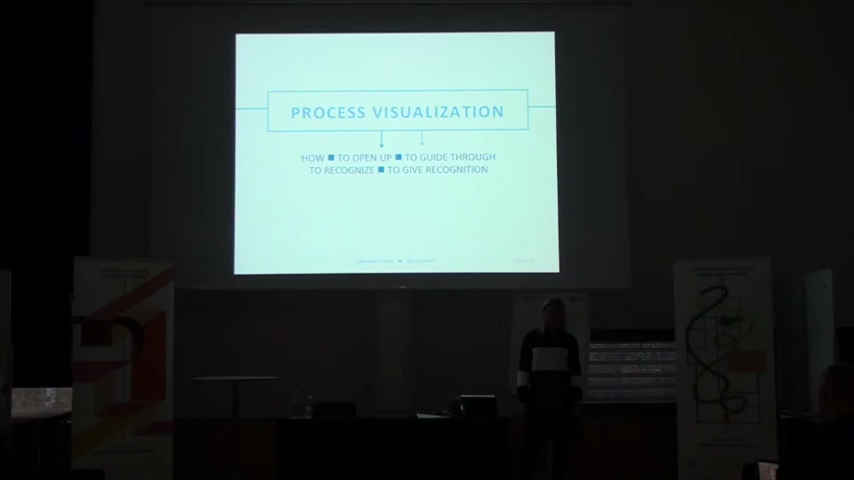 PROCESS VISUALIZATION
HOW ■ TO OPEN UP ■ TO GUIDE THROUGH
TO RECOGNIZE ■ TO GIVE RECOGNITION